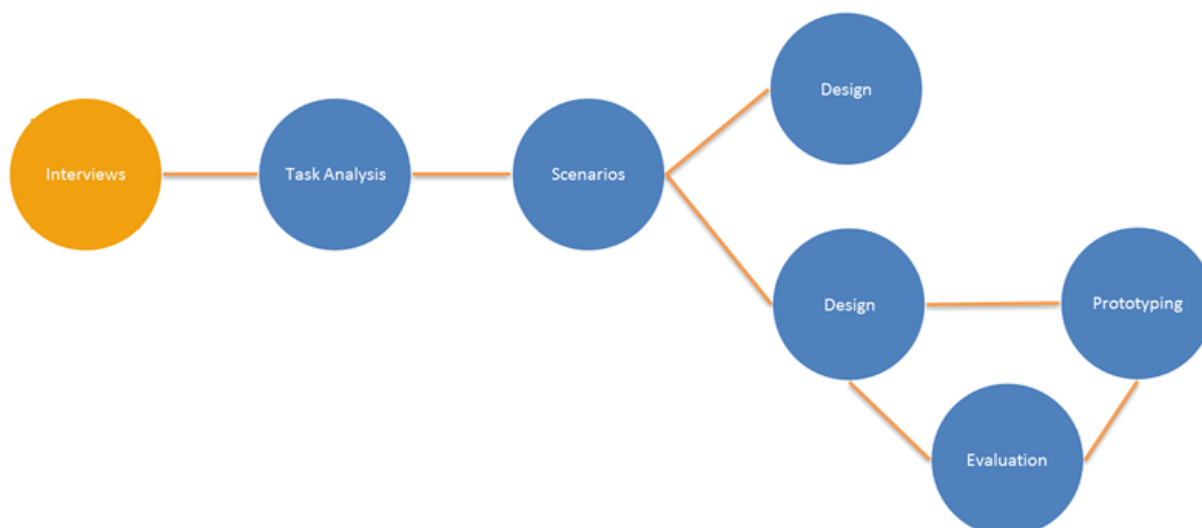 Interviews
Task Analysis
Scenarios
Design
Design
Prototyping
Evaluation